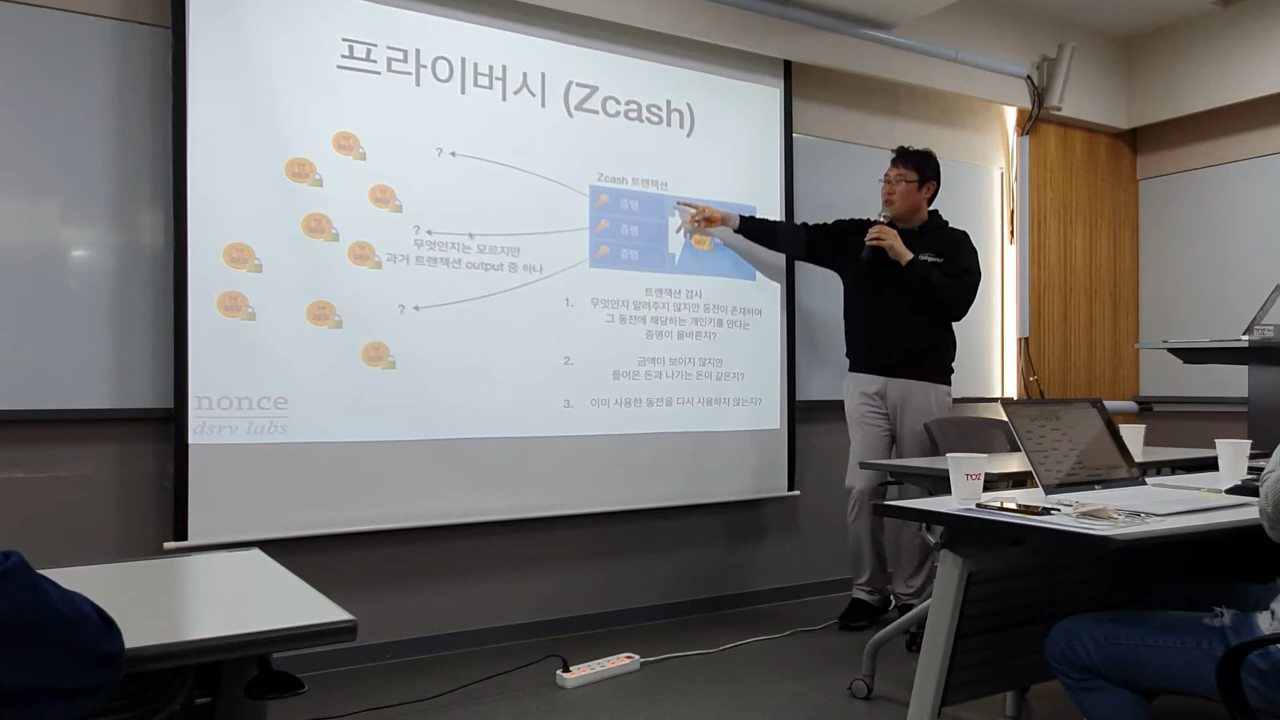 프라이버시 (Zcash)
?
Zcash 트랜잭션
증명
?
증명
무엇인지는 모르지만
과거 트랜잭션 output 중 하나
증명
?
트랜잭션 검사
1. 무엇인지 알려주지 않지만 동전이 존재하며
그 동전에 해당하는 개인키를 안다는
증명이 올바른지?
2. 금액이 보이지 않지만
들어온 돈과 나가는 돈이 같은지?
3. 이미 사용한 동전을 다시 사용하지 않는지?
nonce
dsrv labs
TOZ
TOZ